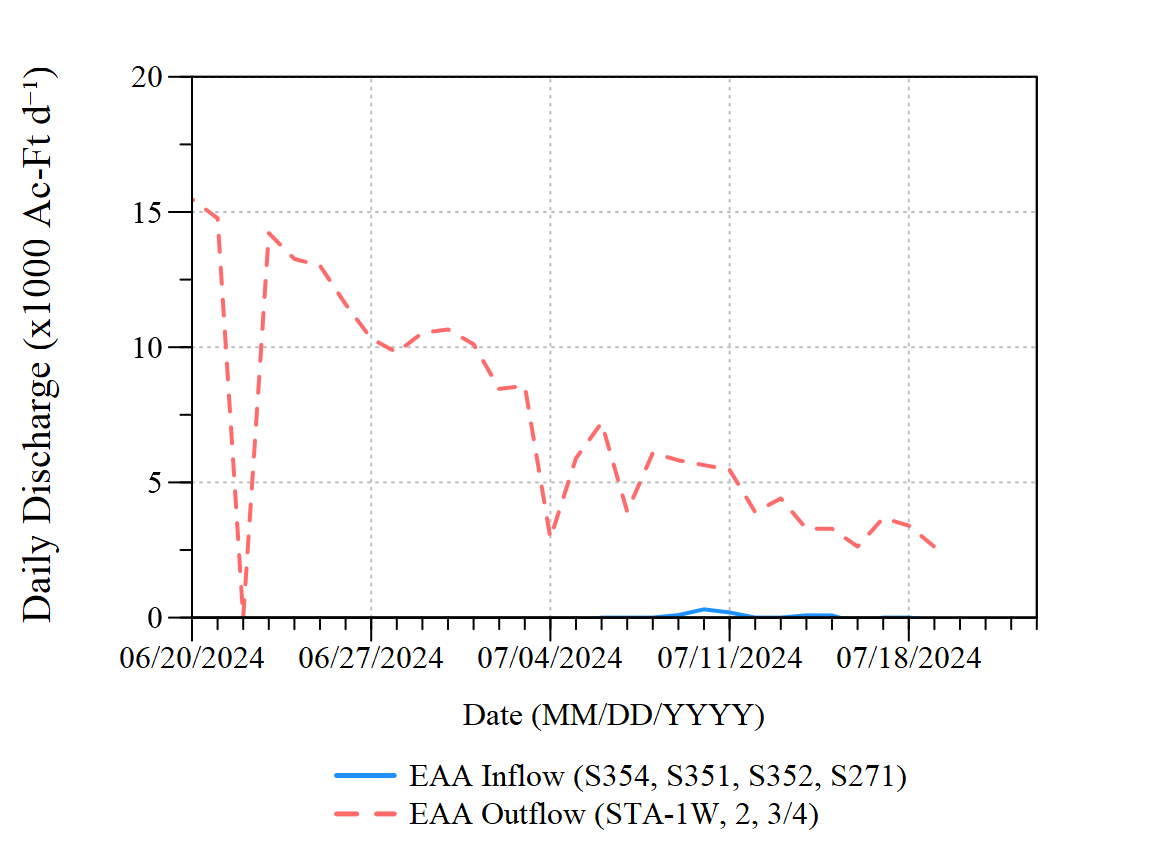 Daily Discharge (x1000 Ac-Ft d⁻¹)
20
15
10
5
0
06/20/2024 06/27/2024 07/04/2024 07/11/2024 07/18/2024
Date (MM/DD/YYYY)
EAA Inflow (S354, S351, S352, S271)
EAA Outflow (STA-1W, 2, 3/4)